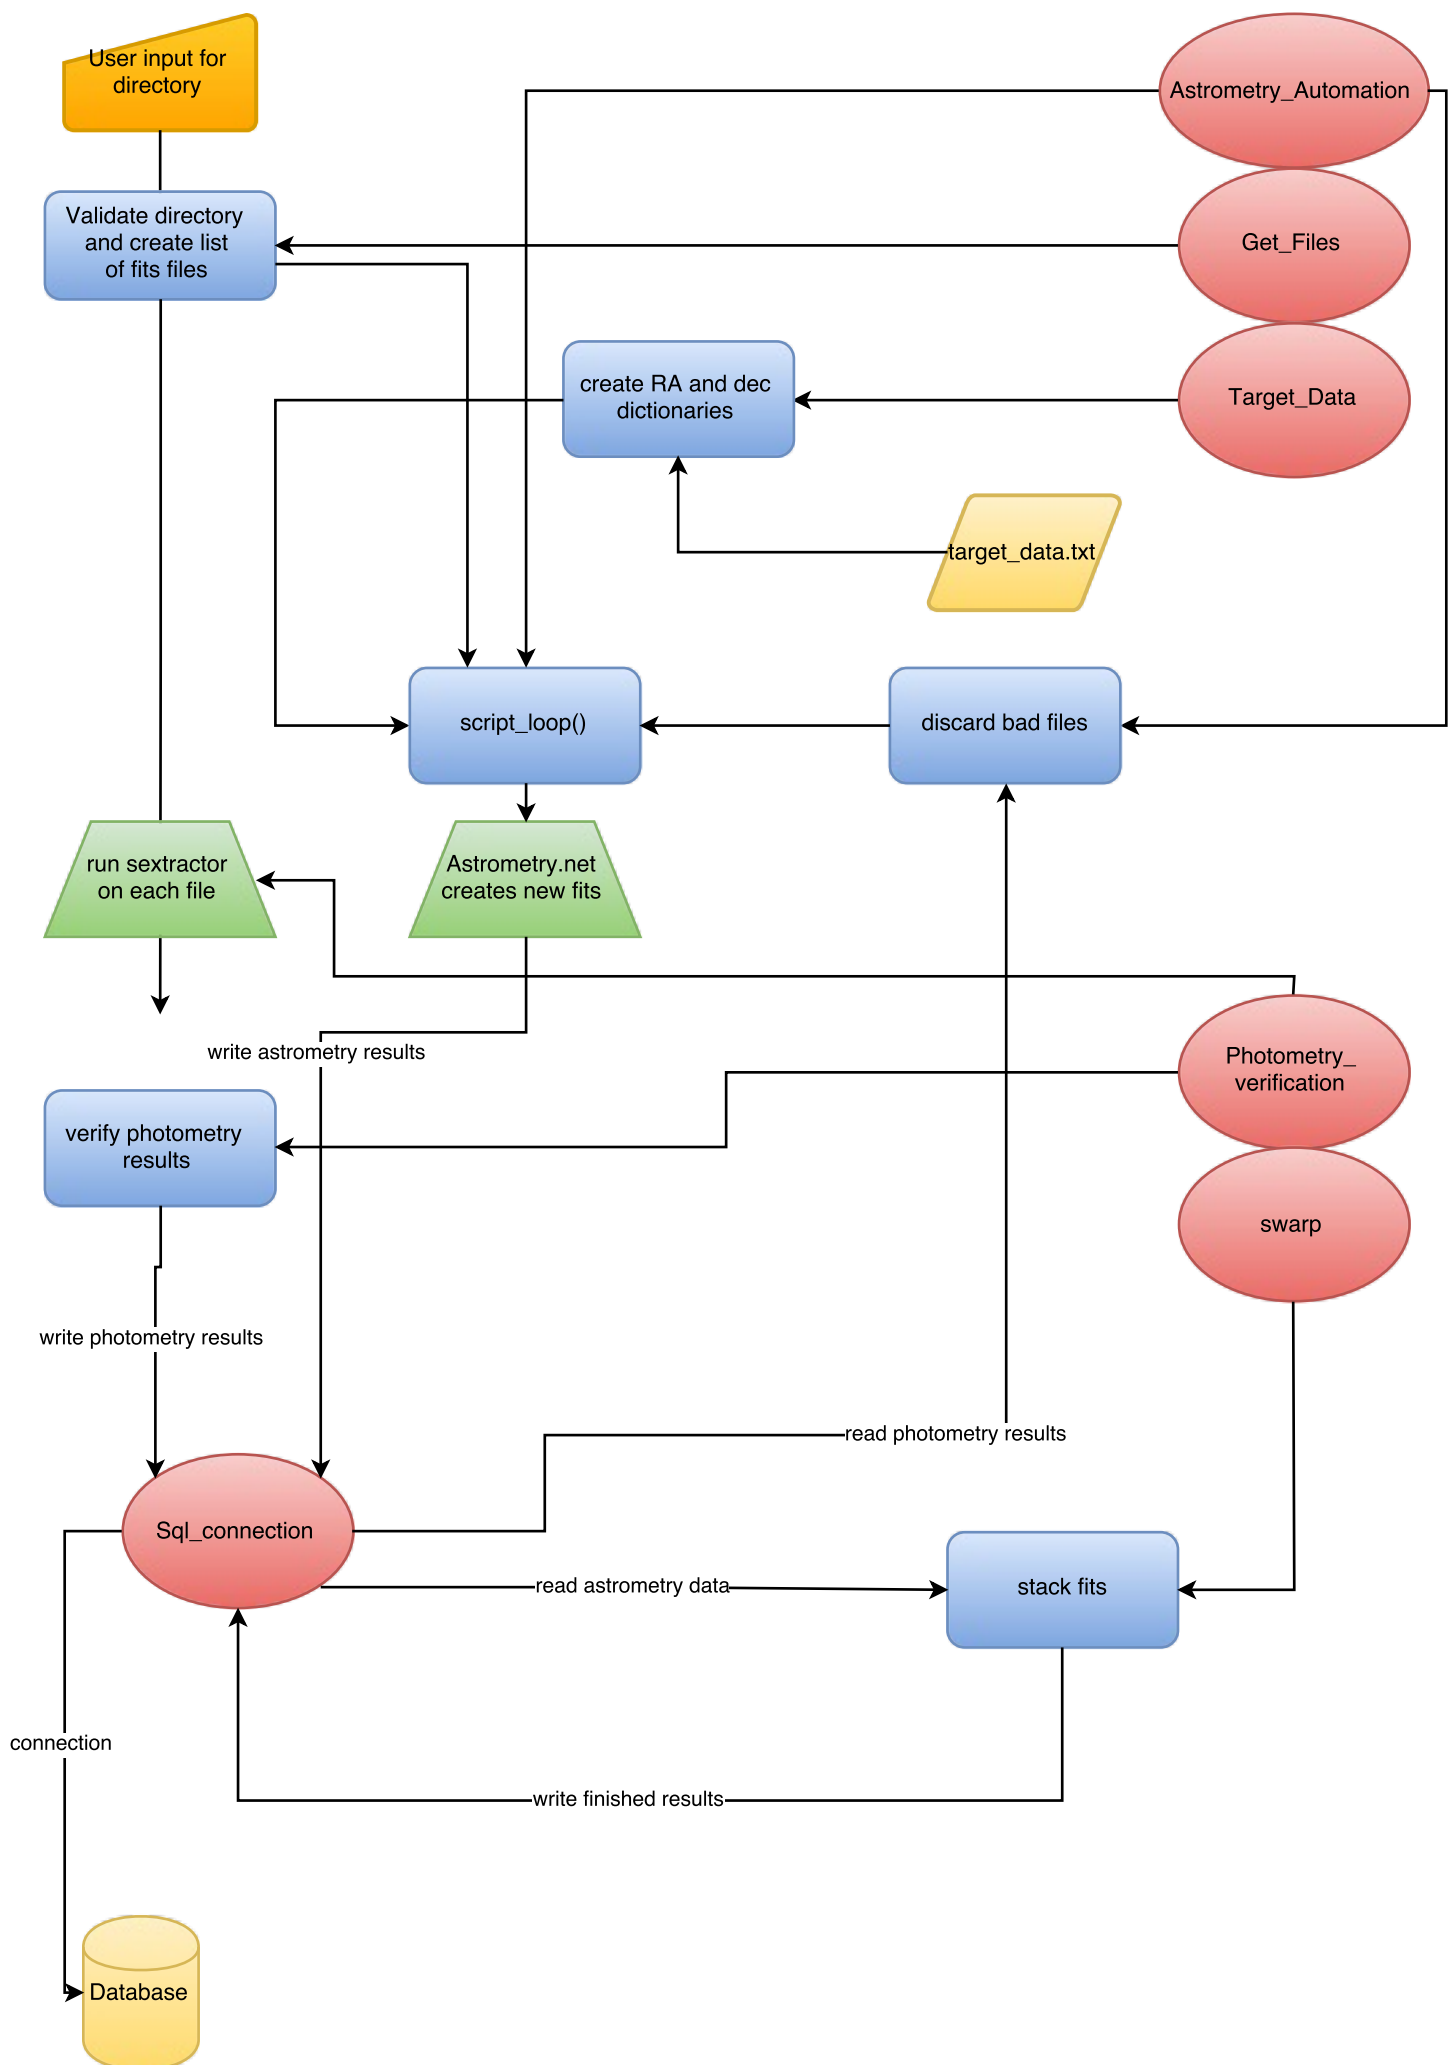 User input for
directory
Astrometry_Automation
Validate directory
and create list
of fits files
Get_Files
create RA and dec
dictionaries
Target_Data
target_data.txt
script_loop()
discard bad files
run sextractor
on each file
Astrometry.net
creates new fits
write astrometry results
Photometry_
verification
verify photometry
results
swarp
write photometry results
read photometry results
Sql_connection
read astrometry data
stack fits
connection
write finished results
Database